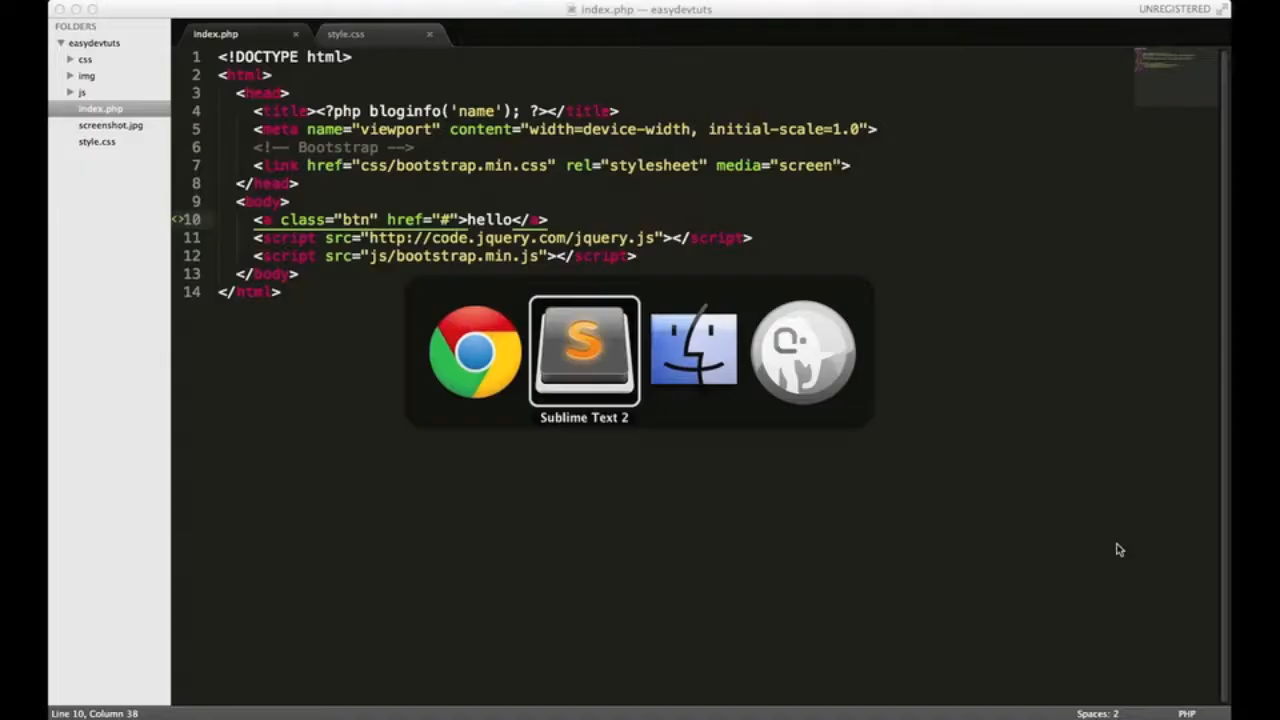 index.php — easydevtuts
UNREGISTERED
FOLDERS
easydevtuts
css
img
js
index.php
screenshot.jpg
style.css
index.php ×
style.css ×
1 <!DOCTYPE html>
2 <html>
3 <head>
4 <title><?php bloginfo('name'); ?></title>
5 <meta name="viewport" content="width=device-width, initial-scale=1.0">
6 <!-- Bootstrap -->
7 <link href="css/bootstrap.min.css" rel="stylesheet" media="screen">
8 </head>
9 <body>
10 <a class="btn" href="#">hello</a>
11 <script src="http://code.jquery.com/jquery.js"></script>
12 <script src="js/bootstrap.min.js"></script>
13 </body>
14 </html>
Sublime Text 2
Line 10, Column 38
Spaces: 2
PHP